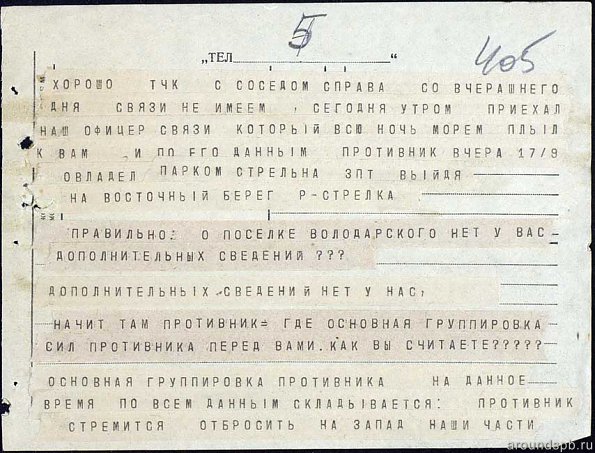 5
„ТЕЛ “
405
ХОРОШО ТЧК С СОСЕДОМ СПРАВА СО ВЧЕРАШНЕГО
ДНЯ СВЯЗИ НЕ ИМЕЕМ , СЕГОДНЯ УТРОМ ПРИЕХАЛ
НАШ ОФИЦЕР СВЯЗИ КОТОРЫЙ ВСЮ НОЧЬ МОРЕМ ПЛЫЛ
К ВАМ , И ПО ЕГО ДАННЫМ ПРОТИВНИК ВЧЕРА 17/9
ОВЛАДЕЛ ПАРКОМ СТРЕЛЬНА ЗПТ ВЫЙДЯ
НА ВОСТОЧНЫЙ БЕРЕГ Р-СТРЕЛКА
ПРАВИЛЬНО: О ПОСЕЛКЕ ВОЛОДАРСКОГО НЕТ У ВАС
ДОПОЛНИТЕЛЬНЫХ СВЕДЕНИЙ ???
ДОПОЛНИТЕЛЬНЫХ СВЕДЕНИЙ НЕТ У НАС,
НАЧИТ ТАМ ПРОТИВНИК= ГДЕ ОСНОВНАЯ ГРУППИРОВКА
СИЛ ПРОТИВНИКА ПЕРЕД ВАМИ.КАК ВЫ СЧИТАЕТЕ?????
ОСНОВНАЯ ГРУППИРОВКА ПРОТИВНИКА НА ДАННОЕ
ВРЕМЯ ПО ВСЕМ ДАННЫМ СКЛАДЫВАЕТСЯ: ПРОТИВНИК
СТРЕМИТСЯ ОТБРОСИТЬ НА ЗАПАД НАШИ ЧАСТИ
aroundspb.ru